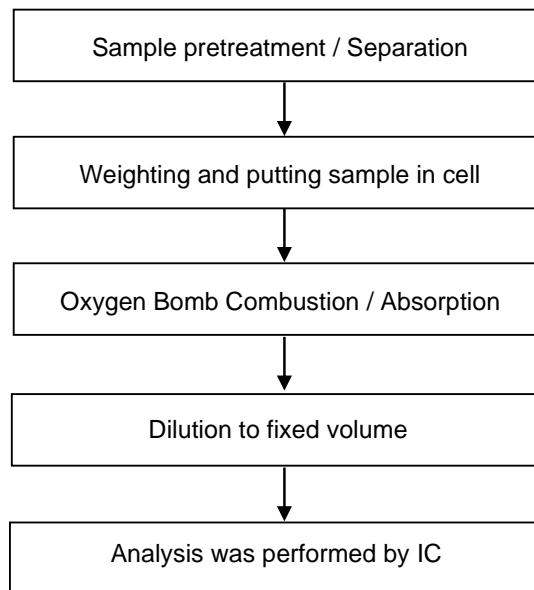 Sample pretreatment / Separation
Weighting and putting sample in cell
Oxygen Bomb Combustion / Absorption
Dilution to fixed volume
Analysis was performed by IC